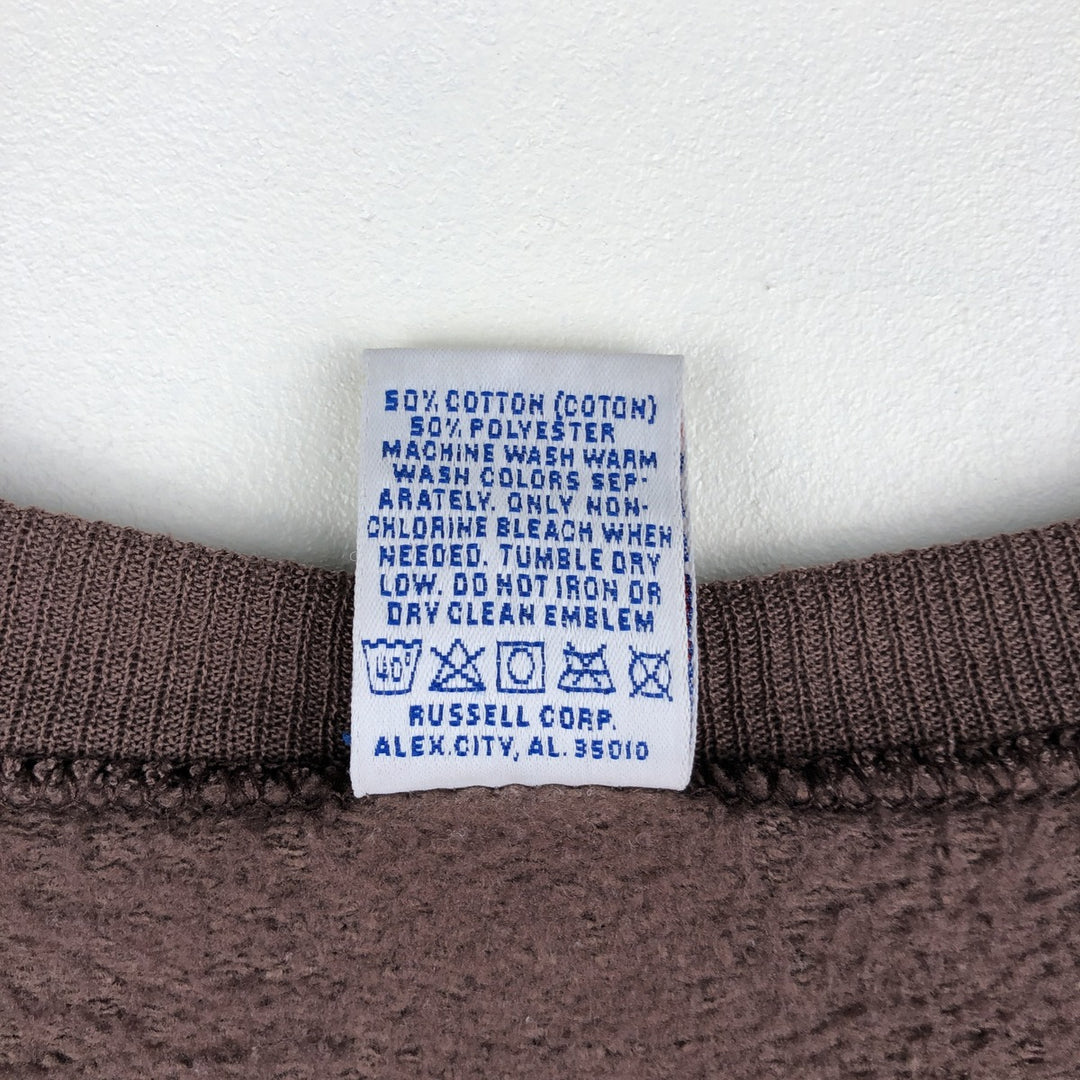 50% COTTON (COTON)
50% POLYESTER
MACHINE WASH WARM
WASH COLORS SEP-
ARATELY. ONLY NON-
CHLORINE BLEACH WHEN
NEEDED. TUMBLE DRY
LOW. DO NOT IRON OR
DRY CLEAN EMBLEM
40°
RUSSELL CORP.
ALEX.CITY, AL. 35010